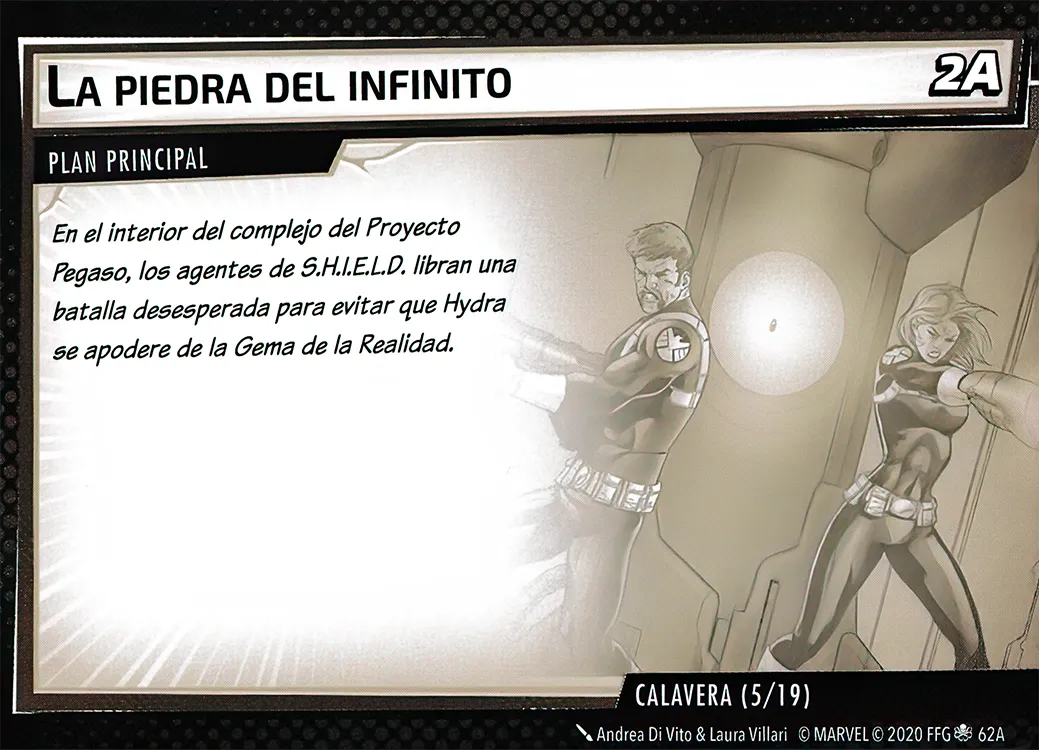 La piedra del infinito
2A
PLAN PRINCIPAL
En el interior del complejo del Proyecto
Pegaso, los agentes de S.H.I.E.L.D. libran una
batalla desesperada para evitar que Hydra
se apodere de la Gema de la Realidad.
CALAVERA (5/19)
Andrea Di Vito & Laura Villari © MARVEL © 2020 FFG 62A